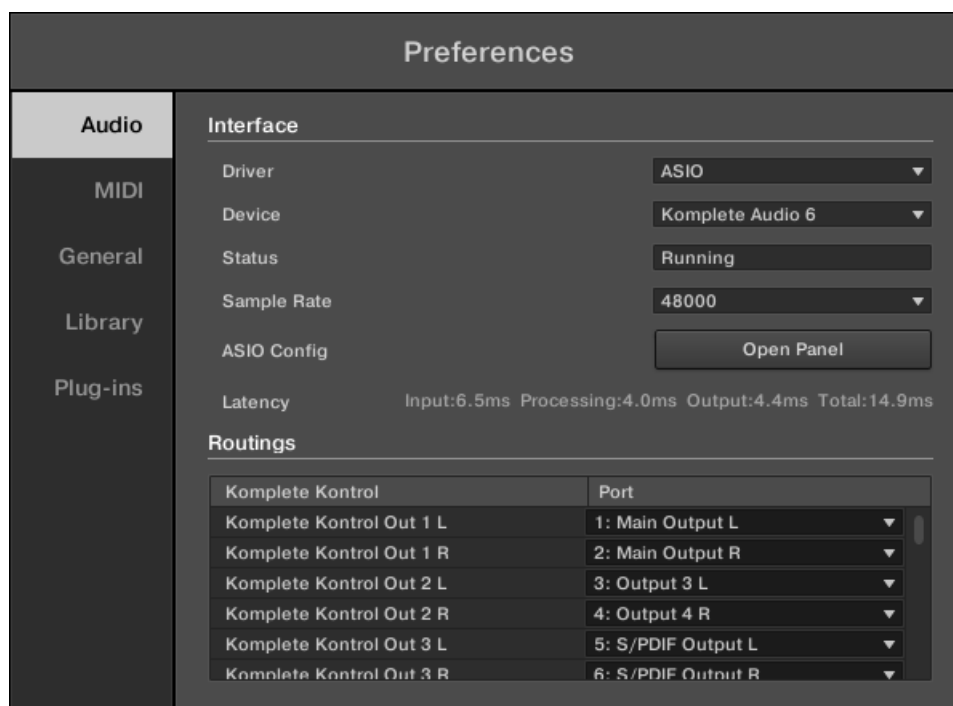 Preferences
Audio
MIDI
General
Library
Plug-ins
Interface
Driver ASIO
Device Komplete Audio 6
Status Running
Sample Rate 48000
ASIO Config Open Panel
Latency Input:6.5ms Processing:4.0ms Output:4.4ms Total:14.9ms
Routings
Komplete Kontrol Port
Komplete Kontrol Out 1 L 1: Main Output L
Komplete Kontrol Out 1 R 2: Main Output R
Komplete Kontrol Out 2 L 3: Output 3 L
Komplete Kontrol Out 2 R 4: Output 4 R
Komplete Kontrol Out 3 L 5: S/PDIF Output L
Komplete Kontrol Out 3 R 6: S/PDIF Output R